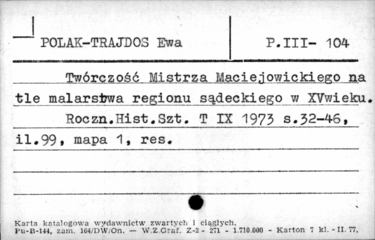 POLAK-TRAJDOS Ewa P.III- 104
Twórczość Mistrza Maciejowickiego na
tle malarstwa regionu sądeckiego w XVwieku.
Roczn.Hist.Szt. T IX 1973 s.32-46,
il.99, mapa 1, res.
Karta katalogowa wydawnictw zwartych i ciągłych.
Pu-B-144, zam. 164/DW/On. — W.Z.Graf. Z-2 - 271 - 1.710.000 - Karton 7 kl. - II. 77.